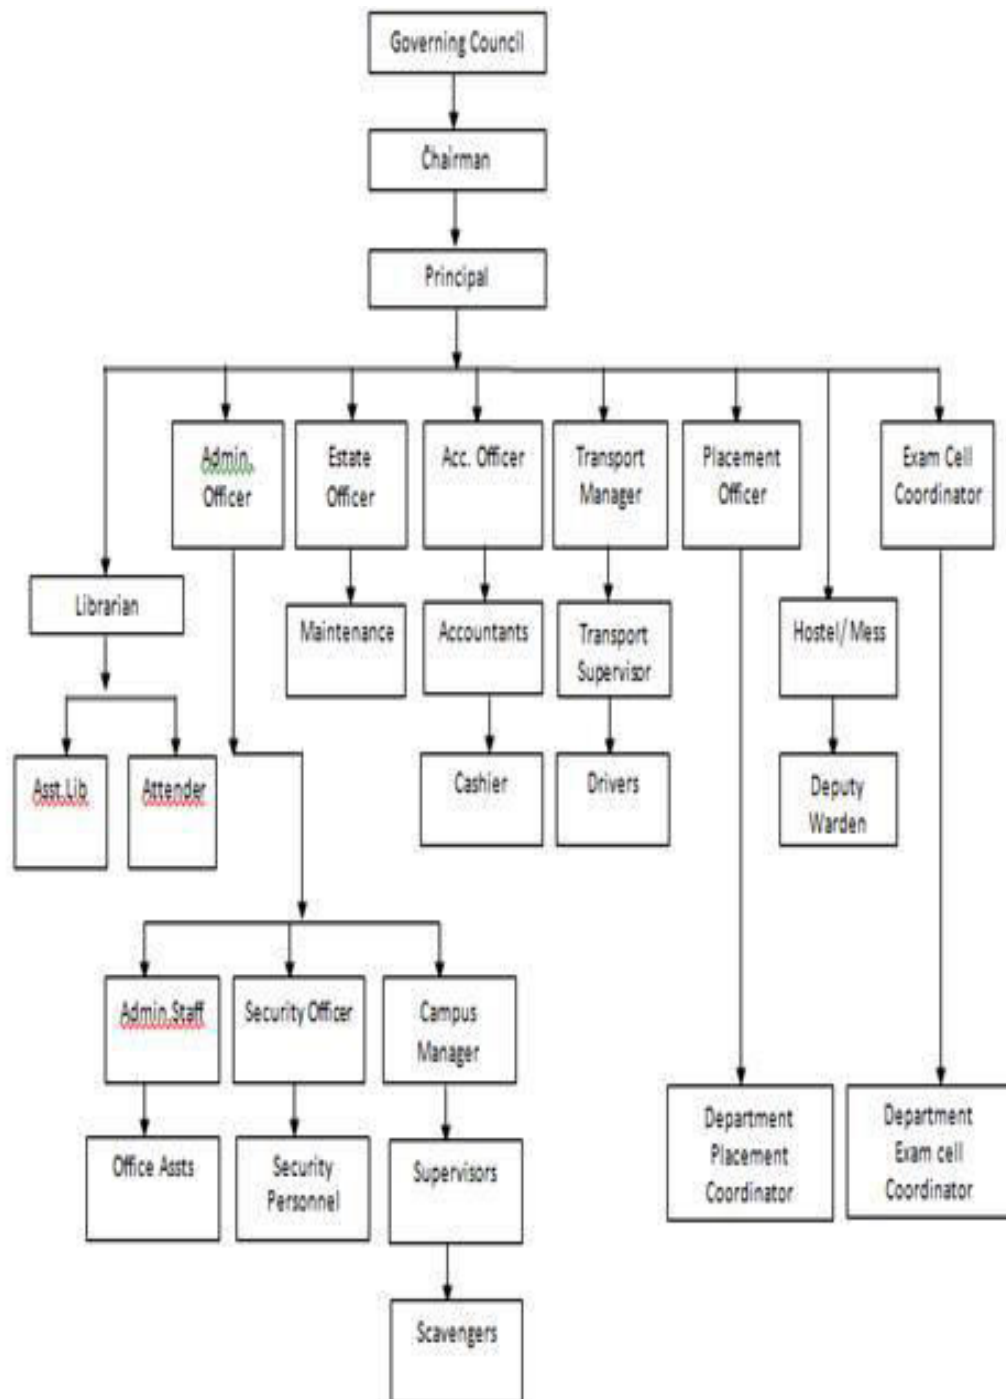 Governing Council
Chairman
Principal
Admin.
Officer
Estate
Officer
Acc. Officer
Transport
Manager
Placement
Officer
Exam Cell
Coordinator
Librarian
Maintenance
Accountants
Transport
Supervisor
Hostel/ Mess
Asst.Lib
Attender
Cashier
Drivers
Deputy
Warden
Admin.Staff
Security Officer
Campus
Manager
Department
Placement
Coordinator
Department
Exam cell
Coordinator
Office Assts
Security
Personnel
Supervisors
Scavengers